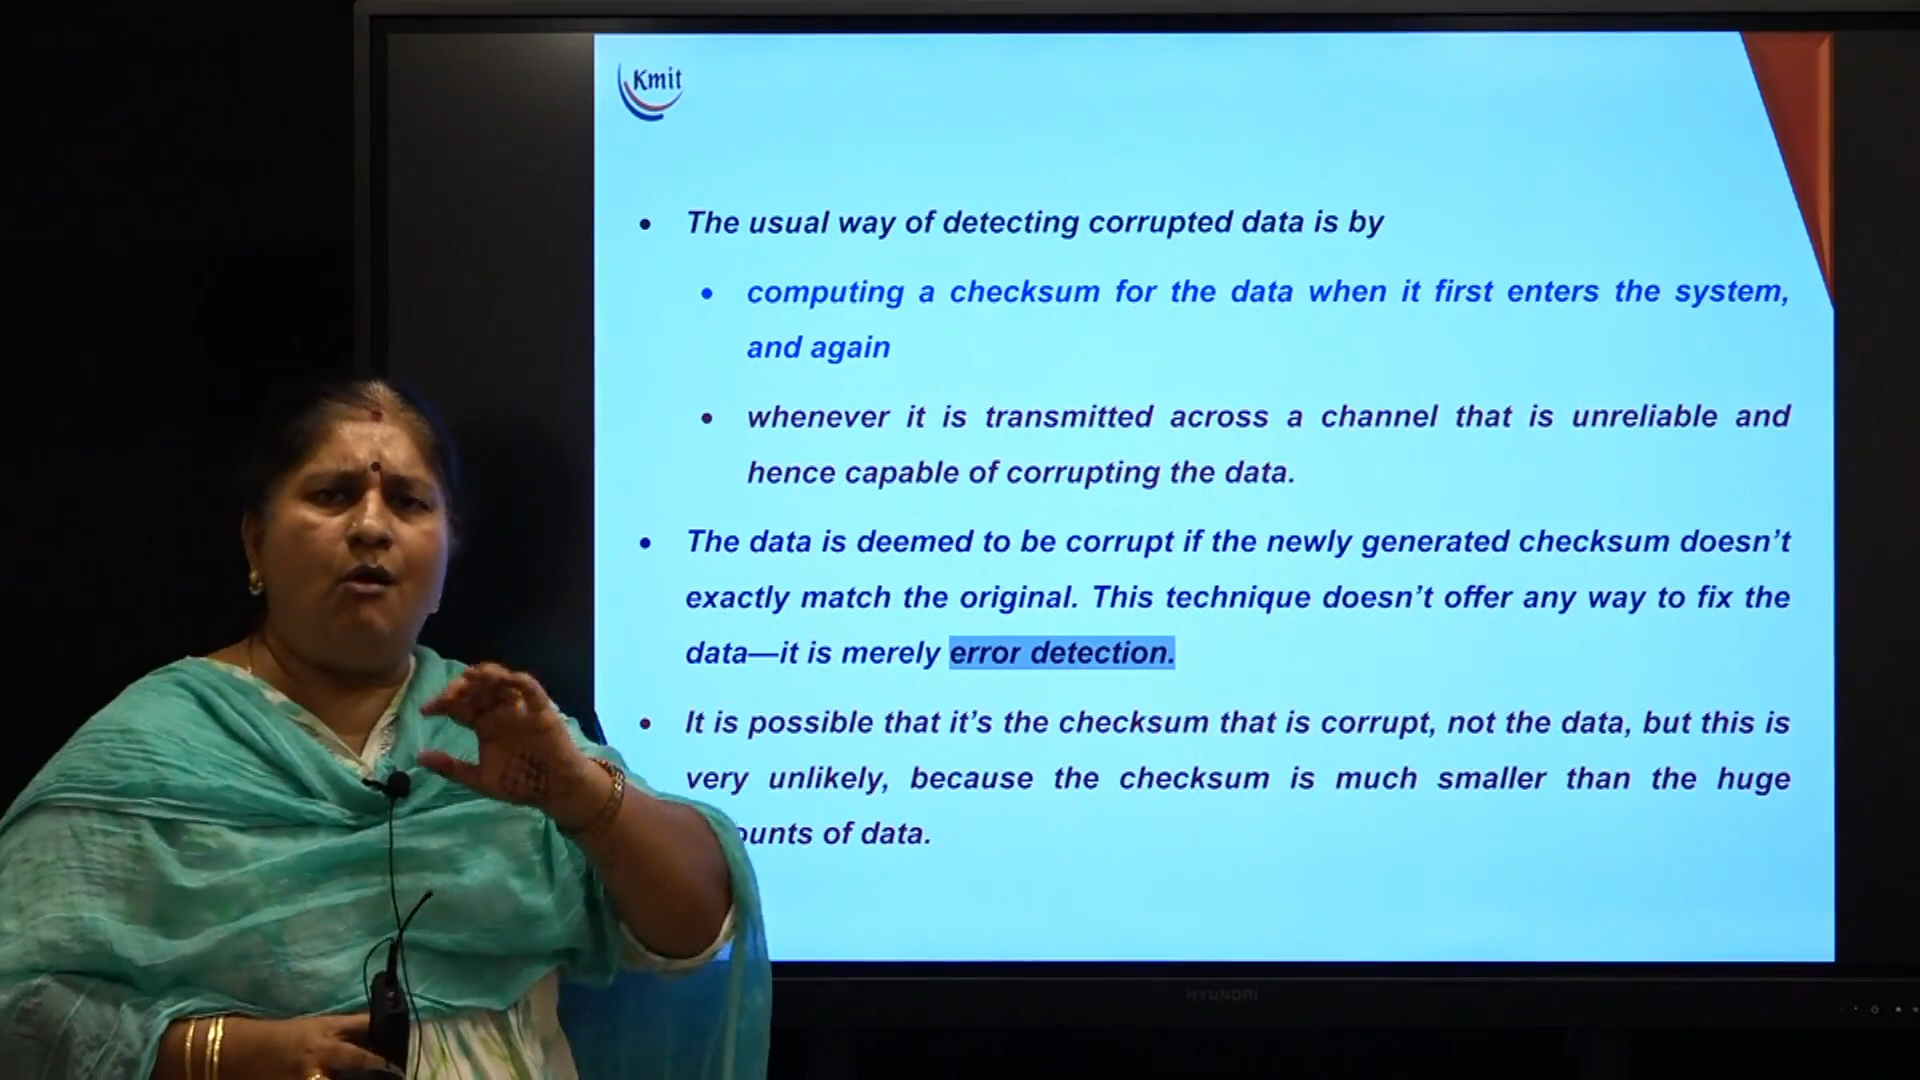 Kmit
The usual way of detecting corrupted data is by
computing a checksum for the data when it first enters the system,
and again
whenever it is transmitted across a channel that is unreliable and
hence capable of corrupting the data.
The data is deemed to be corrupt if the newly generated checksum doesn't
exactly match the original. This technique doesn't offer any way to fix the
data—it is merely error detection.
It is possible that it's the checksum that is corrupt, not the data, but this is
very unlikely, because the checksum is much smaller than the huge
ounts of data.
HYUNDAI